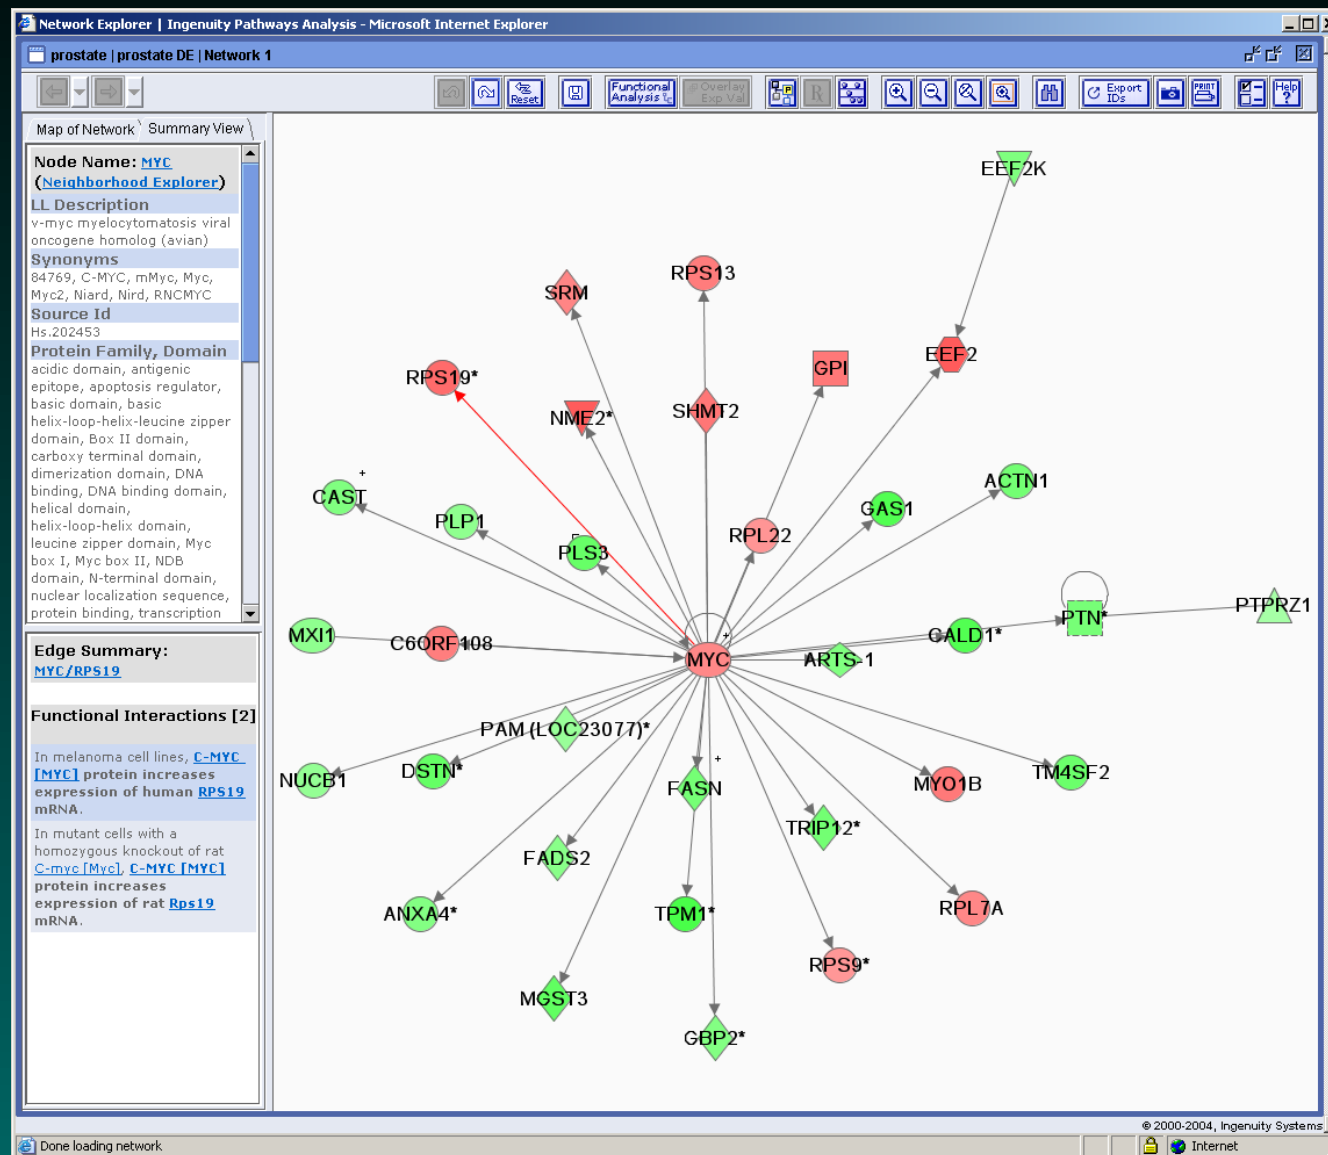 Network Explorer | Ingenuity Pathways Analysis - Microsoft Internet Explorer
prostate | prostate DE | Network 1
Reset
Functional Analysis
Overlay Exp Val
P
R
Export IDs
PRINT
Help ?
Map of Network
Summary View
Node Name: MYC
(Neighborhood Explorer)
LL Description
v-myc myelocytomatosis viral
oncogene homolog (avian)
Synonyms
84769, C-MYC, mMyc, Myc,
Myc2, Niard, Nird, RNCMYC
Source Id
Hs.202453
Protein Family, Domain
acidic domain, antigenic
epitope, apoptosis regulator,
basic domain, basic
helix-loop-helix-leucine zipper
domain, Box II domain,
carboxy terminal domain,
dimerization domain, DNA
binding, DNA binding domain,
helical domain,
helix-loop-helix domain,
leucine zipper domain, Myc
box I, Myc box II, NDB
domain, N-terminal domain,
nuclear localization sequence,
protein binding, transcription
Edge Summary:
MYC/RPS19
Functional Interactions [2]
In melanoma cell lines, C-MYC
[MYC] protein increases
expression of human RPS19
mRNA.
In mutant cells with a
homozygous knockout of rat
C-myc [Myc], C-MYC [MYC]
protein increases
expression of rat Rps19
mRNA.
EEF2K
RPS13
SRM
EEF2
GPI
RPS19*
NME2*
SHMT2
+
CAST
ACTN1
GAS1
PLP1
RPL22
PLS3
PTN*
PTPRZ1
MXI1
C6ORF108
+
CALD1*
MYC
ARTS-1
PAM (LOC23077)*
NUCB1
DSTN*
+
FASN
MYO1B
TM4SF2
TRIP12*
FADS2
ANXA4*
TPM1*
RPL7A
RPS9*
MGST3
GBP2*
© 2000-2004, Ingenuity Systems
Done loading network
Internet